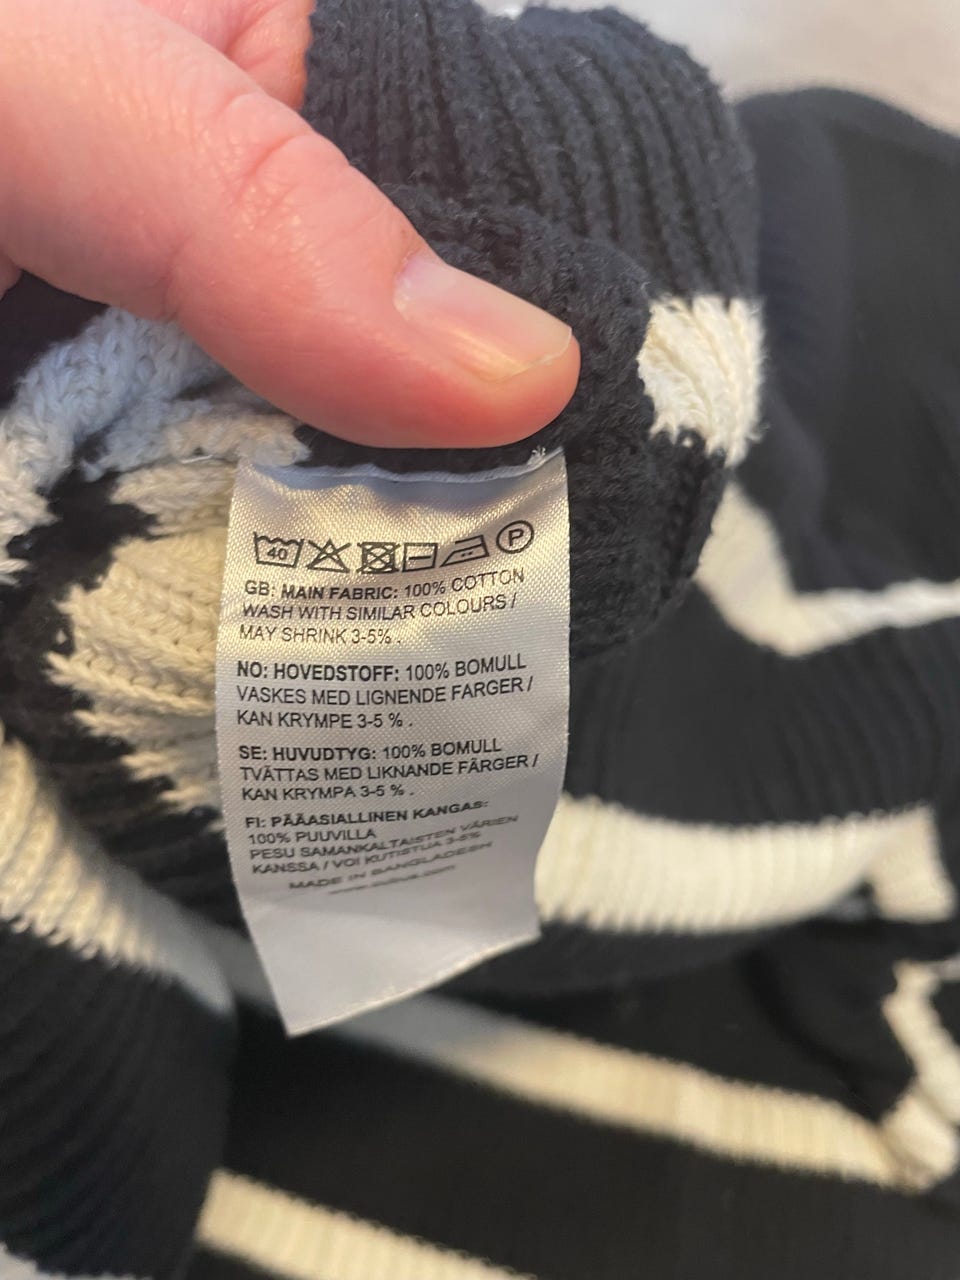 40 P
GB: MAIN FABRIC: 100% COTTON
WASH WITH SIMILAR COLOURS /
MAY SHRINK 3-5% .
NO: HOVEDSTOFF: 100% BOMULL
VASKES MED LIGNENDE FARGER /
KAN KRYMPE 3-5 % .
SE: HUVUDTYG: 100% BOMULL
TVÄTTAS MED LIKNANDE FÄRGER /
KAN KRYMPA 3-5 % .
FI: PÄÄASIALLINEN KANGAS:
100% PUUVILLA
PESU SAMANKALTAISTEN VÄRIEN
KANSSA / VOI KUTISTUA 3-5%
MADE IN BANGLADESH